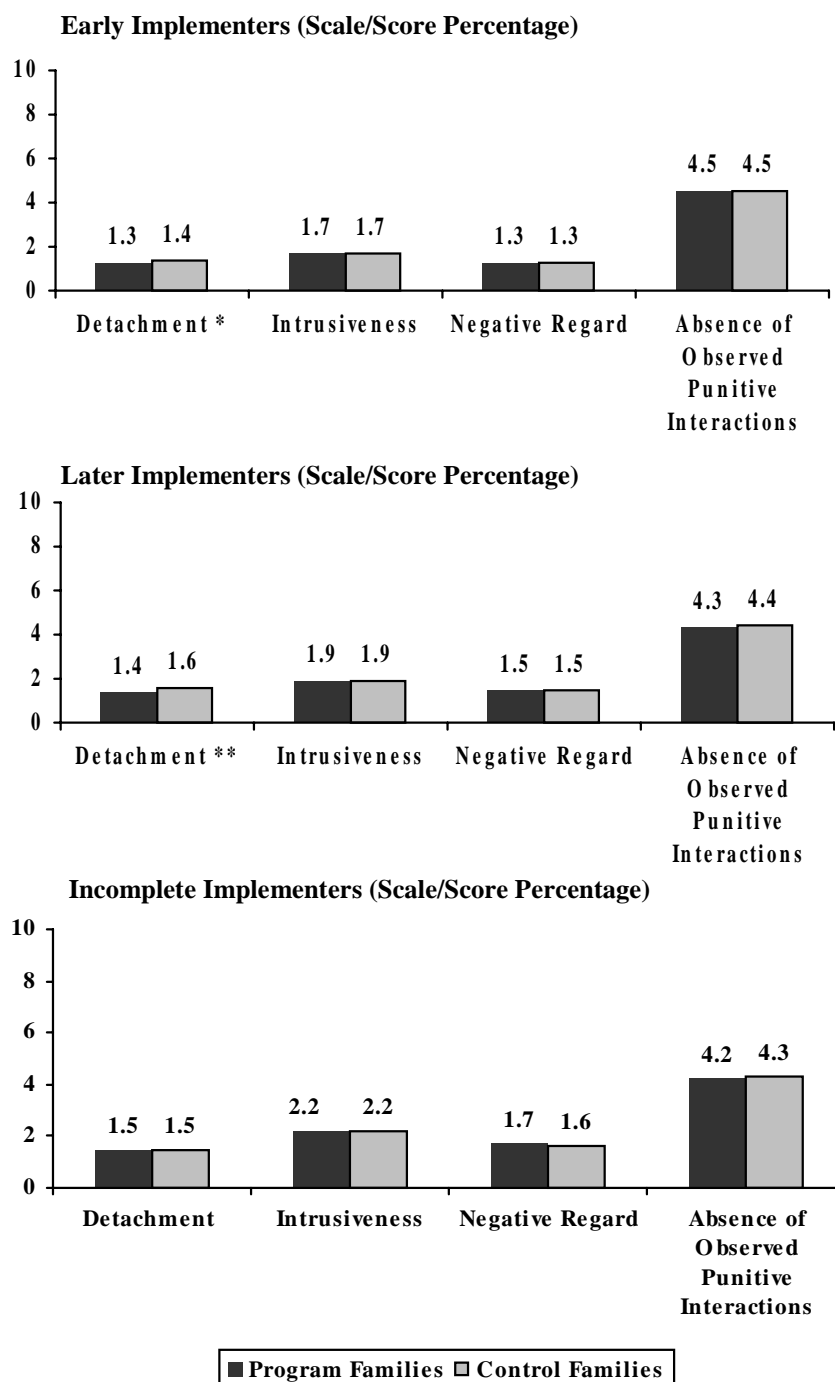 Early Implementers (Scale/Score Percentage)
10
8
6
4
2
0
1.3 1.4 1.7 1.7 1.3 1.3 4.5 4.5
Detachment * Intrusiveness Negative Regard Absence of
Observed
Punitive
Interactions
Later Implementers (Scale/Score Percentage)
10
8
6
4
2
0
1.4 1.6 1.9 1.9 1.5 1.5 4.3 4.4
Detachment ** Intrusiveness Negative Regard Absence of
Observed
Punitive
Interactions
Incomplete Implementers (Scale/Score Percentage)
10
8
6
4
2
0
1.5 1.5 2.2 2.2 1.7 1.6 4.2 4.3
Detachment Intrusiveness Negative Regard Absence of
Observed
Punitive
Interactions
Program Families Control Families